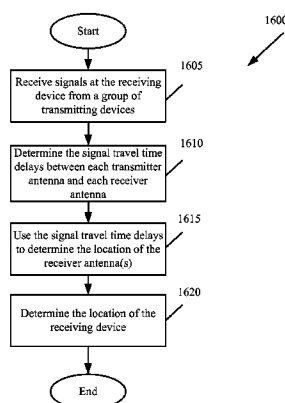 Start
1600
1605
Receive signals at the receiving
device from a group of
transmitting devices
1610
Determine the signal travel time
delays between each transmitter
antenna and each receiver
antenna
1615
Use the signal travel time delays
to determine the location of the
receiver antenna(s)
1620
Determine the location of the
receiving device
End